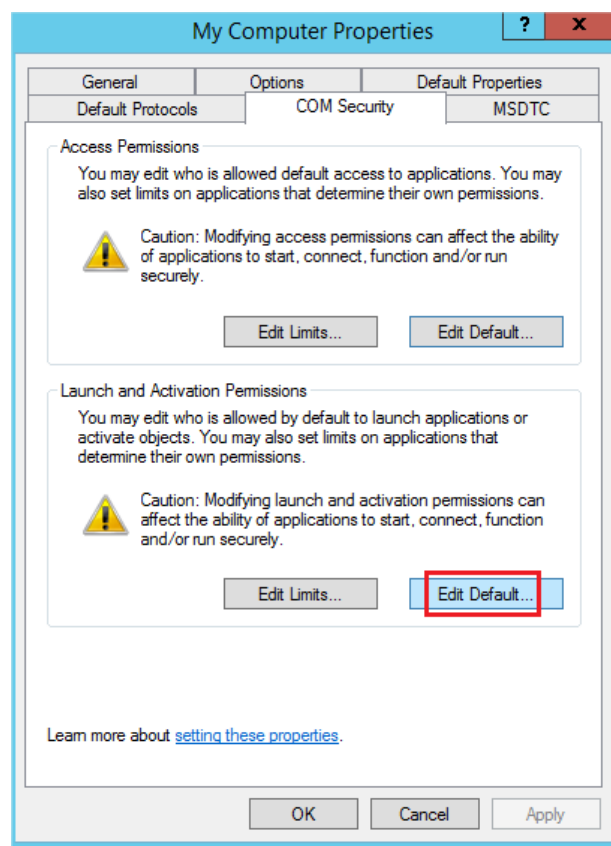 My Computer Properties
?
x
General
Options
Default Properties
Default Protocols
COM Security
MSDTC
Access Permissions
You may edit who is allowed default access to applications. You may
also set limits on applications that determine their own permissions.
Caution: Modifying access permissions can affect the ability
of applications to start, connect, function and/or run
securely.
Edit Limits...
Edit Default...
Launch and Activation Permissions
You may edit who is allowed by default to launch applications or
activate objects. You may also set limits on applications that
determine their own permissions.
Caution: Modifying launch and activation permissions can
affect the ability of applications to start, connect, function
and/or run securely.
Edit Limits...
Edit Default...
Learn more about setting these properties.
OK
Cancel
Apply